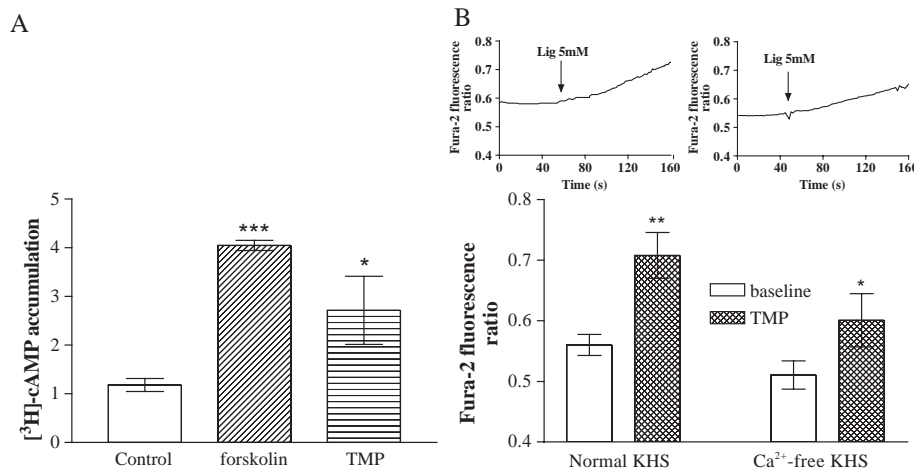 A
[³H]-cAMP accumulation
5
4
3
2
1
0
***
*
Control forskolin TMP
B
Fura-2 fluorescence
ratio
0.8
0.7
0.6
0.5
0.4
Lig 5mM
0 40 80 120 160
Time (s)
Fura-2 fluorescence
ratio
0.8
0.7
0.6
0.5
0.4
Lig 5mM
0 40 80 120 160
Time (s)
Fura-2 fluorescence
ratio
0.8
0.7
0.6
0.5
0.4
**
*
baseline
TMP
Normal KHS Ca²⁺-free KHS